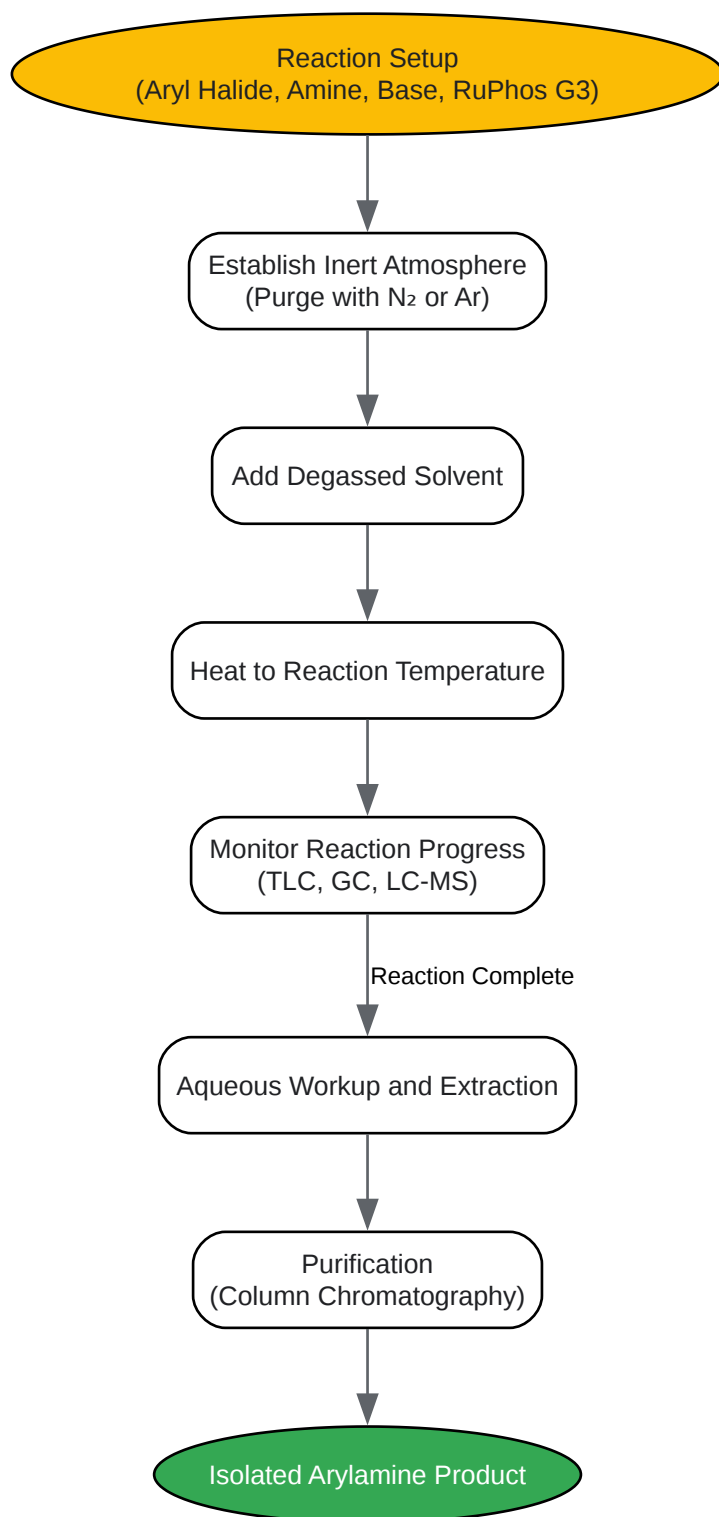 Reaction Setup
(Aryl Halide, Amine, Base, RuPhos G3)
Establish Inert Atmosphere
(Purge with N₂ or Ar)
Add Degassed Solvent
Heat to Reaction Temperature
Monitor Reaction Progress
(TLC, GC, LC-MS)
Reaction Complete
Aqueous Workup and Extraction
Purification
(Column Chromatography)
Isolated Arylamine Product